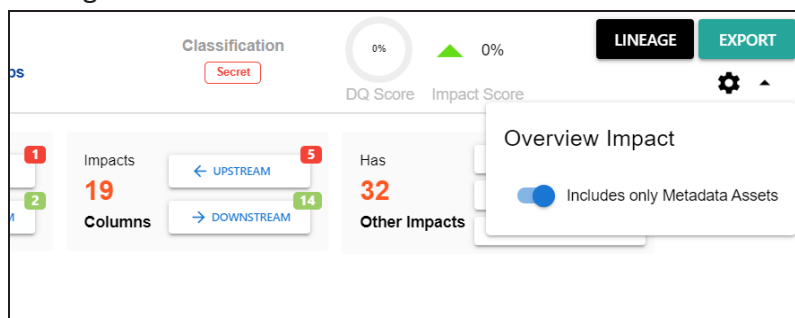 Classification
Secret
0%
0%
DQ Score
Impact Score
LINEAGE
EXPORT
Overview Impact
Includes only Metadata Assets
1
2
Impacts
19
Columns
UPSTREAM
5
DOWNSTREAM
14
Has
32
Other Impacts